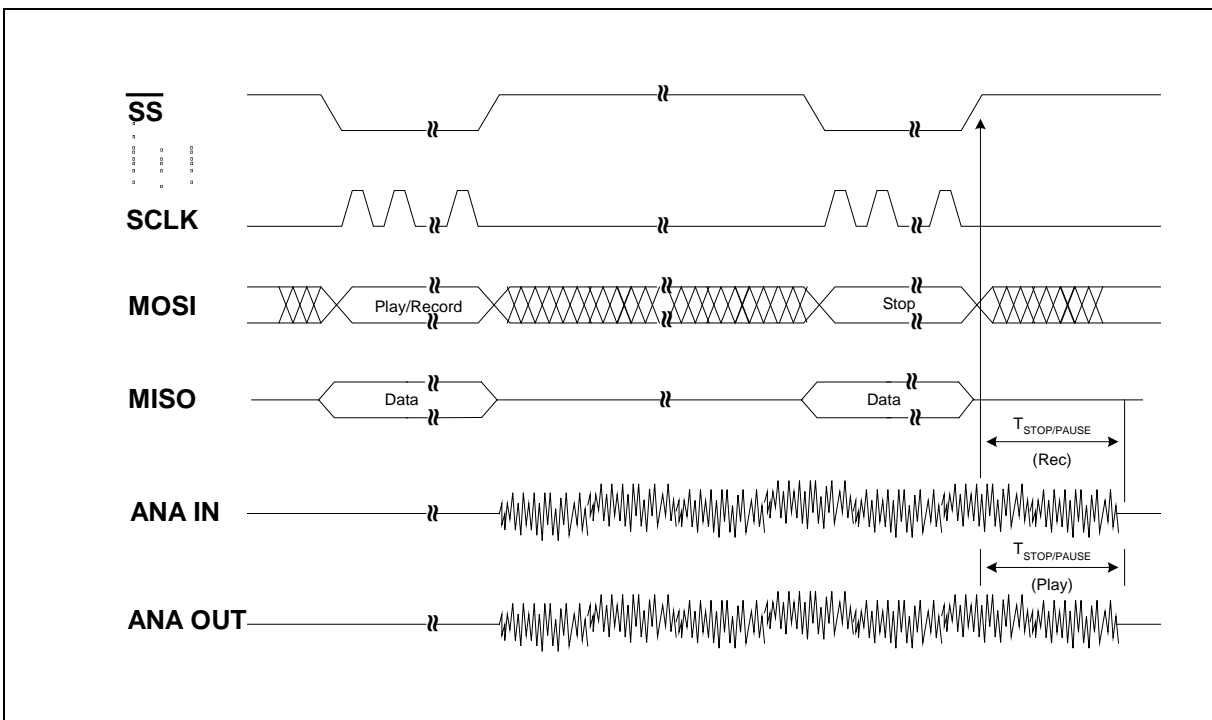 SS
SCLK
MOSI
Play/Record
Stop
MISO
Data
Data
TSTOP/PAUSE
(Rec)
ANA IN
TSTOP/PAUSE
(Play)
ANA OUT